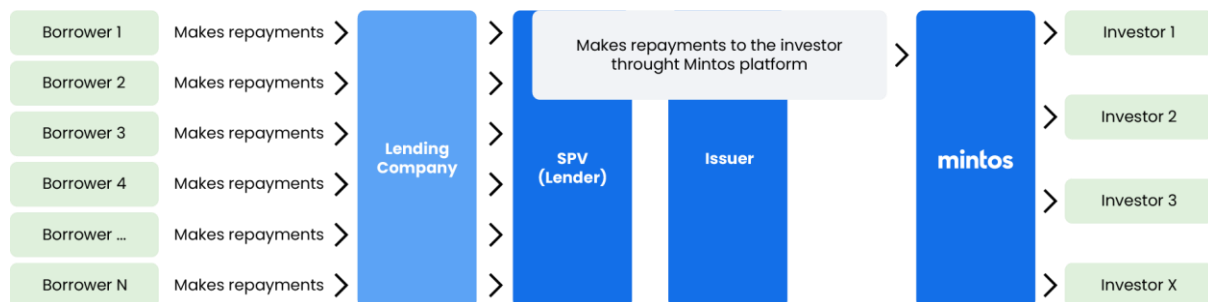 Borrower 1 Makes repayments
Borrower 2 Makes repayments
Borrower 3 Makes repayments
Borrower 4 Makes repayments
Borrower ... Makes repayments
Borrower N Makes repayments
Lending
Company
SPV
(Lender)
Makes repayments to the investor
throught Mintos platform
Issuer
mintos
Investor 1
Investor 2
Investor 3
Investor X